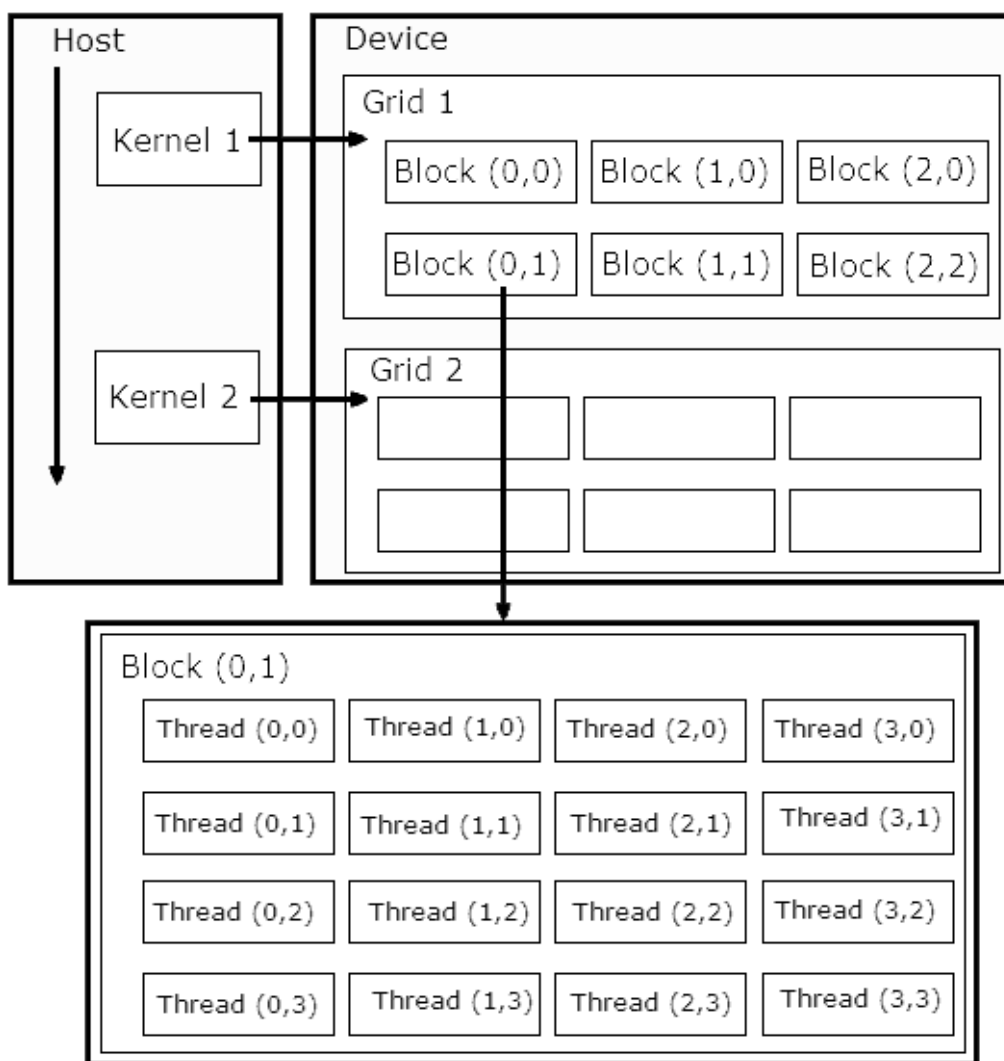 Host
Device
Kernel 1
Grid 1
Block (0,0) Block (1,0) Block (2,0)
Block (0,1) Block (1,1) Block (2,2)
Kernel 2
Grid 2
Block (0,1)
Thread (0,0) Thread (1,0) Thread (2,0) Thread (3,0)
Thread (0,1) Thread (1,1) Thread (2,1) Thread (3,1)
Thread (0,2) Thread (1,2) Thread (2,2) Thread (3,2)
Thread (0,3) Thread (1,3) Thread (2,3) Thread (3,3)